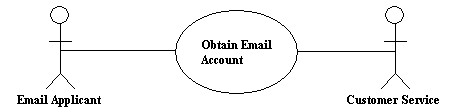 Obtain Email
Account
Email Applicant
Customer Service